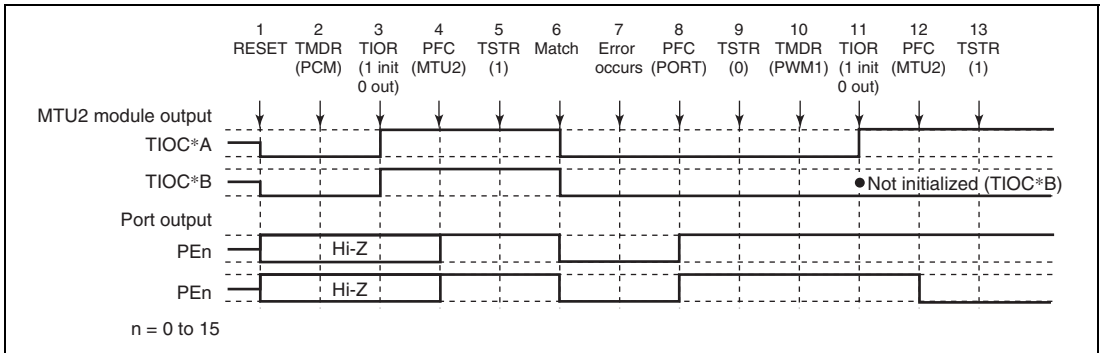 1 2 3 4 5 6 7 8 9 10 11 12 13
RESET TMDR TIOR PFC TSTR Match Error PFC TSTR TMDR TIOR PFC TSTR
(PCM) (1 init (MTU2) (1) occurs (PORT) (0) (PWM1) (1 init (MTU2) (1)
0 out) 0 out)
MTU2 module output
TIOC*A
TIOC*B
● Not initialized (TIOC*B)
Port output
PEn Hi-Z
PEn Hi-Z
n = 0 to 15